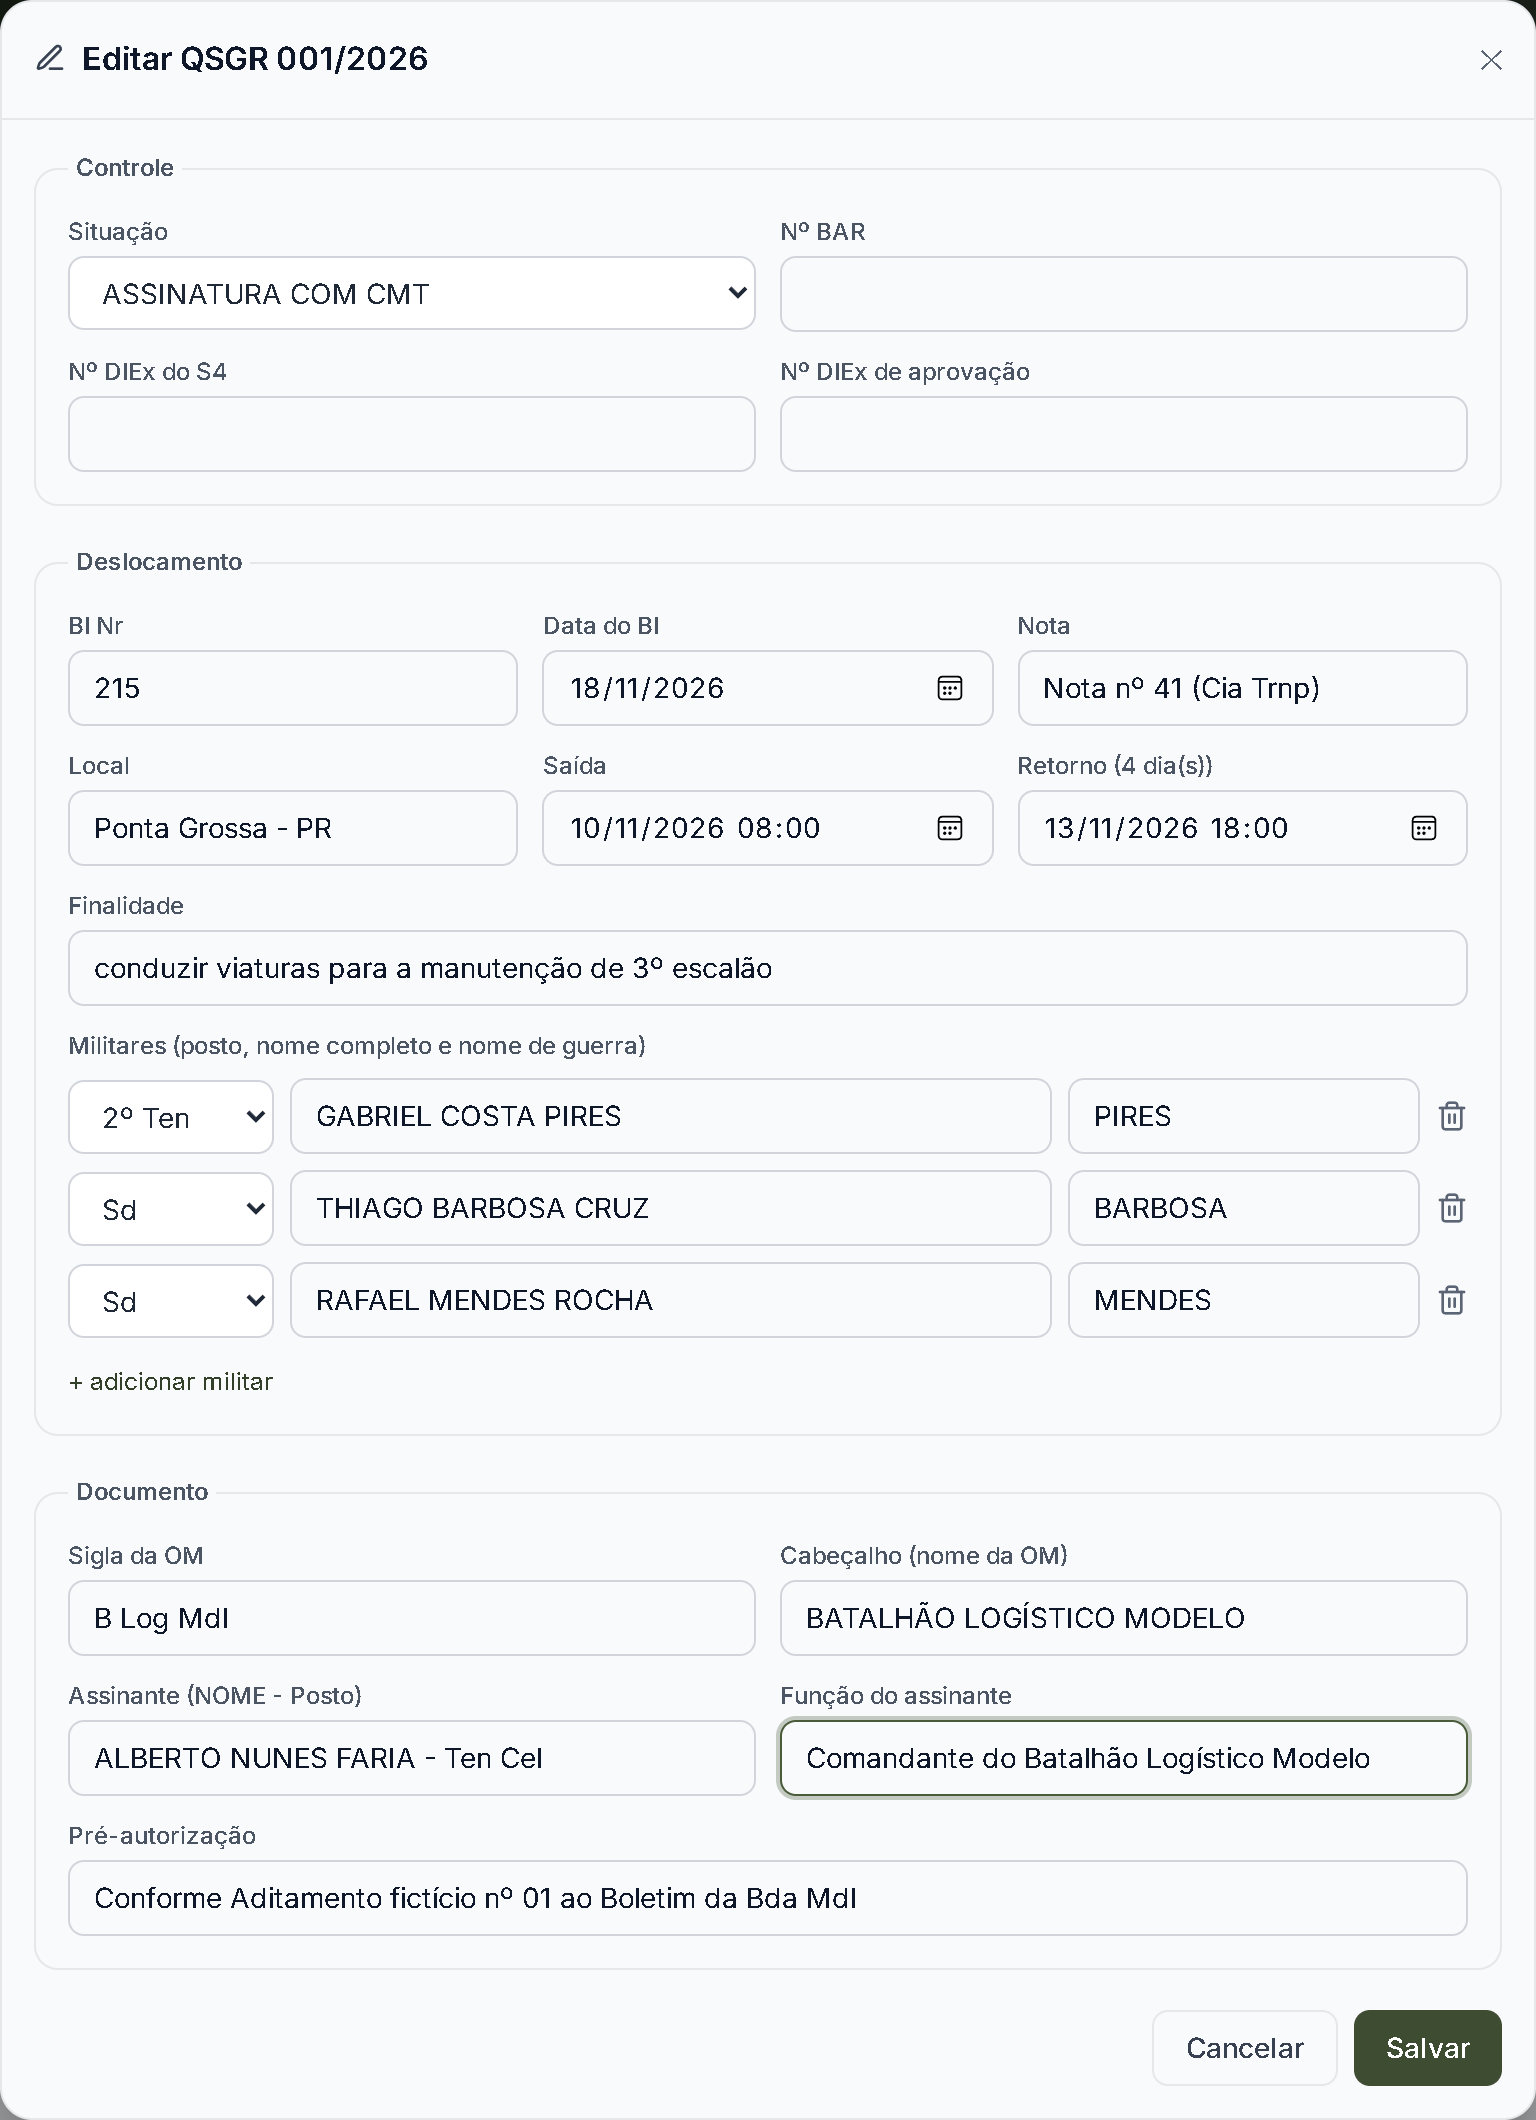 Editar QSGR 001/2026
Controle
Situação
Nº BAR
ASSINATURA COM CMT
Nº DIEx do S4
Nº DIEx de aprovação
Deslocamento
BI Nr
Data do BI
Nota
215
18/11/2026
Nota nº 41 (Cia Trnp)
Local
Saída
Retorno (4 dia(s))
Ponta Grossa - PR
10/11/2026 08:00
13/11/2026 18:00
Finalidade
conduzir viaturas para a manutenção de 3º escalão
Militares (posto, nome completo e nome de guerra)
2º Ten
GABRIEL COSTA PIRES
PIRES
Sd
THIAGO BARBOSA CRUZ
BARBOSA
Sd
RAFAEL MENDES ROCHA
MENDES
+ adicionar militar
Documento
Sigla da OM
Cabeçalho (nome da OM)
B Log Mdl
BATALHÃO LOGÍSTICO MODELO
Assinante (NOME - Posto)
Função do assinante
ALBERTO NUNES FARIA - Ten Cel
Comandante do Batalhão Logístico Modelo
Pré-autorização
Conforme Aditamento fictício nº 01 ao Boletim da Bda Mdl
Cancelar
Salvar